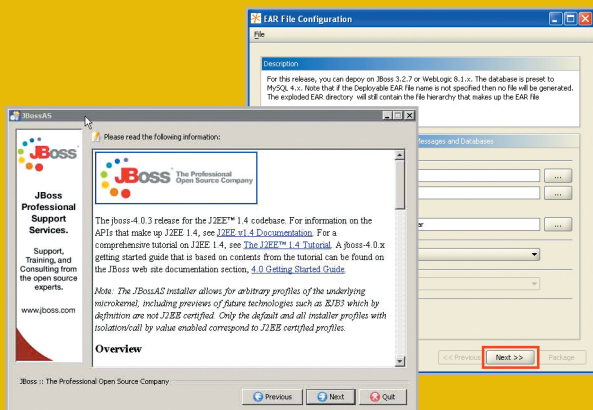 EAR File Configuration
File
Description
For this release, you can depoy on JBoss 3.2.7 or WebLogic 8.1.x. The database is preset to
MySQL 4.x. Note that if the Deployable EAR file name is not specified then no file will be generated.
The exploded EAR directory will still contain the file hierarchy that makes up the EAR file
Messages and Databases
...
...
ar
...
<< Previous
Next >>
Package
JBossAS
Please read the following information:
JBoss
JBoss
Professional
Support
Services.
Support,
Training, and
Consulting from
the open source
experts.
www.jboss.com
JBoss The Professional
Open Source Company
The jboss-4.0.3 release for the J2EE™ 1.4 codebase. For information on the
APIs that make up J2EE 1.4, see J2EE v1.4 Documentation. For a
comprehensive tutorial on J2EE 1.4, see The J2EE™ 1.4 Tutorial. A jboss-4.0.x
getting started guide that is based on contents from the tutorial can be found on
the JBoss web site documentation section, 4.0 Getting Started Guide.
Note: The JBossAS installer allows for arbitrary profiles of the underlying
microkernel, including previews of future technologies such as EJB3 which by
definition are not J2EE certified. Only the default and all installer profiles with
isolation/call by value enabled correspond to J2EE certified profiles.
Overview
JBoss :: The Professional Open Source Company
Previous
Next
Quit